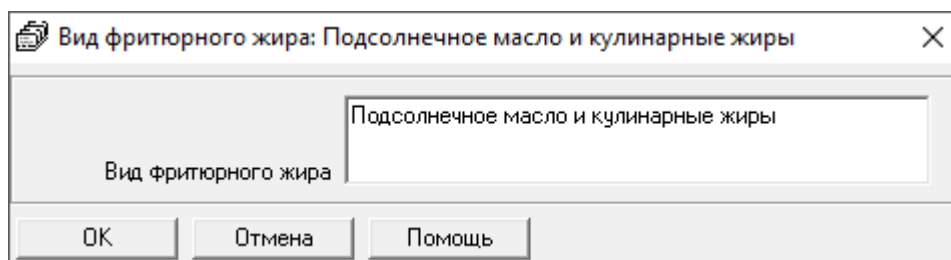 Вид фритюрного жира: Подсолнечное масло и кулинарные жиры
Подсолнечное масло и кулинарные жиры
Вид фритюрного жира
OK Отмена Помощь